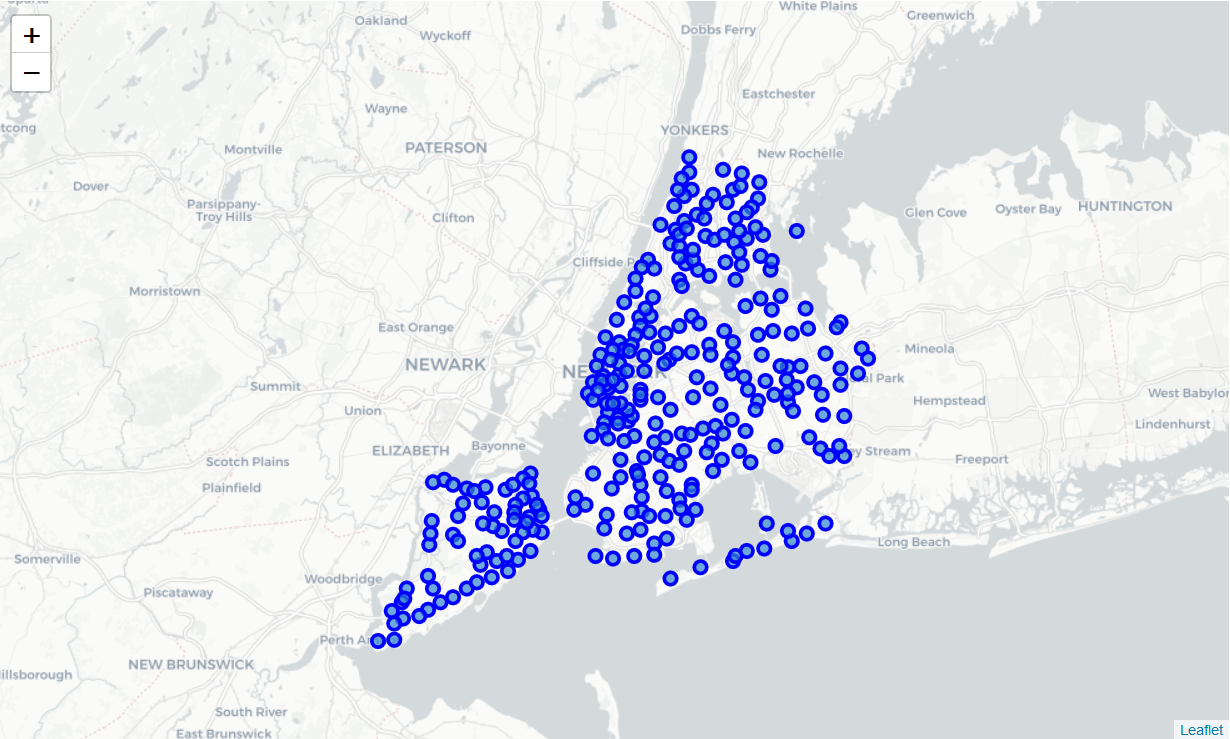 +
−
Oakland
White Plains
Greenwich
Wyckoff
Dobbs Ferry
Eastchester
Wayne
tcong
YONKERS
Montville
PATERSON
New Rochelle
Dover
Parsippany-
Troy Hills
Clifton
Glen Cove
Oyster Bay
HUNTINGTON
Cliffside P
Morristown
East Orange
NEWARK
Mineola
al Park
Summit
West Babylon
Hempstead
Union
Lindenhurst
ELIZABETH
Bayonne
ey Stream
Freeport
Scotch Plains
Plainfield
Long Beach
Somerville
Woodbridge
Piscataway
Perth A
NEW BRUNSWICK
illsborough
South River
East Brunswick
Leaflet